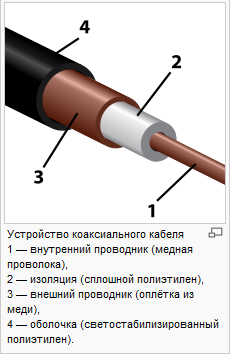 4
2
3
1
Устройство коаксиального кабеля
1 — внутренний проводник (медная
проволока),
2 — изоляция (сплошной полиэтилен),
3 — внешний проводник (оплётка из
меди),
4 — оболочка (светостабилизированный
полиэтилен).